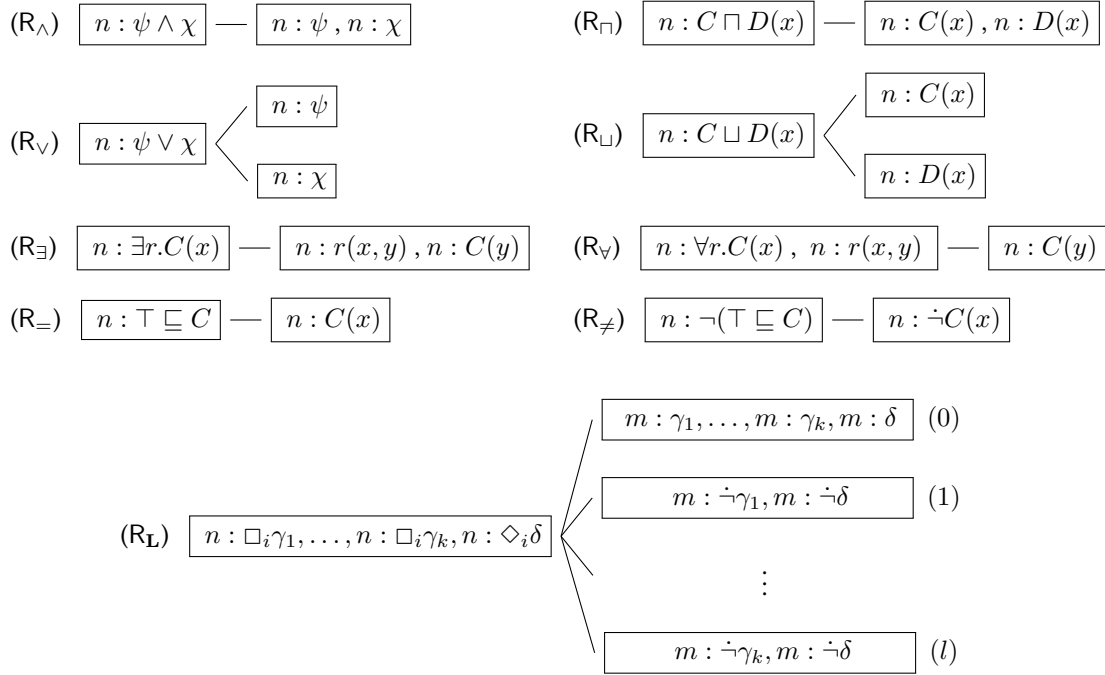 (R∧) n : ψ ∧ χ — n : ψ , n : χ
(R⊓) n : C ⊓ D(x) — n : C(x) , n : D(x)
(R∨) n : ψ ∨ χ
n : ψ
n : χ
(R⊔) n : C ⊔ D(x)
n : C(x)
n : D(x)
(R∃) n : ∃r.C(x) — n : r(x, y) , n : C(y)
(R∀) n : ∀r.C(x) , n : r(x, y) — n : C(y)
(R=) n : ⊤ ⊑ C — n : C(x)
(R≠) n : ¬(⊤ ⊑ C) — n : ¬̇C(x)
(R𝐋) n : □ᵢγ₁, . . . , n : □ᵢγₖ, n : ◇ᵢδ
m : γ₁, . . . , m : γₖ, m : δ (0)
m : ¬̇γ₁, m : ¬̇δ (1)
⋮
m : ¬̇γₖ, m : ¬̇δ (l)